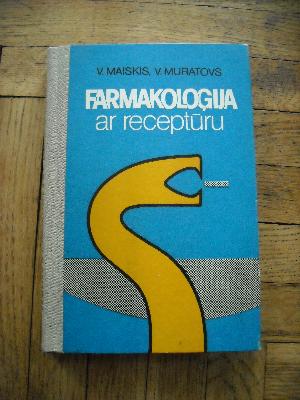 V. MAISKIS, V. MURATOVS
FARMAKOLOĢIJA
ar receptūru